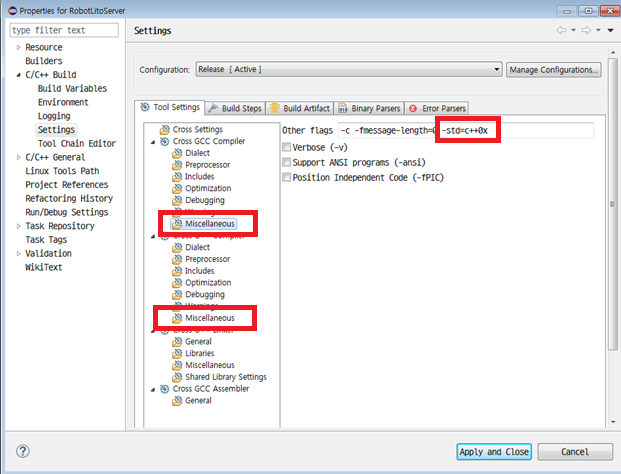 Properties for RobotLitoServer
type filter text
Resource
Builders
C/C++ Build
Build Variables
Environment
Logging
Settings
Tool Chain Editor
C/C++ General
Linux Tools Path
Project References
Refactoring History
Run/Debug Settings
Task Repository
Task Tags
Validation
WikiText
Settings
Configuration:
Release [ Active ]
Manage Configurations...
Tool Settings
Build Steps
Build Artifact
Binary Parsers
Error Parsers
Cross Settings
Cross GCC Compiler
Dialect
Preprocessor
Includes
Optimization
Debugging
Miscellaneous
Dialect
Preprocessor
Includes
Optimization
Debugging
Warnings
Miscellaneous
General
Libraries
Miscellaneous
Shared Library Settings
Cross GCC Assembler
General
Other flags -c -fmessage-length=0 -std=c++0x
Verbose (-v)
Support ANSI programs (-ansi)
Position Independent Code (-fPIC)
?
Apply and Close
Cancel